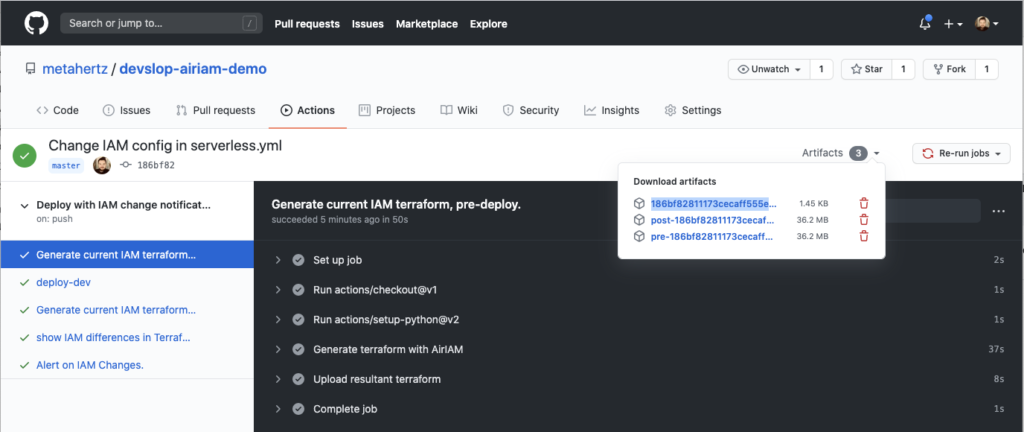 Search or jump to...
/
Pull requests
Issues
Marketplace
Explore
metahertz / devslop-airiam-demo
Unwatch
1
Star
1
Fork
1
Code
Issues
Pull requests
Actions
Projects
Wiki
Security
Insights
Settings
Change IAM config in serverless.yml
master
186bf82
Artifacts 3
Re-run jobs
Download artifacts
186bf82811173cecaff555e... 1.45 KB
post-186bf82811173cecaf... 36.2 MB
pre-186bf82811173cecaff... 36.2 MB
Deploy with IAM change notificat...
on: push
Generate current IAM terraform...
deploy-dev
Generate current IAM terraform...
show IAM differences in Terraf...
Alert on IAM Changes.
Generate current IAM terraform, pre-deploy.
succeeded 5 minutes ago in 50s
Set up job 2s
Run actions/checkout@v1 1s
Run actions/setup-python@v2 1s
Generate terraform with AirIAM 37s
Upload resultant terraform 8s
Complete job 1s